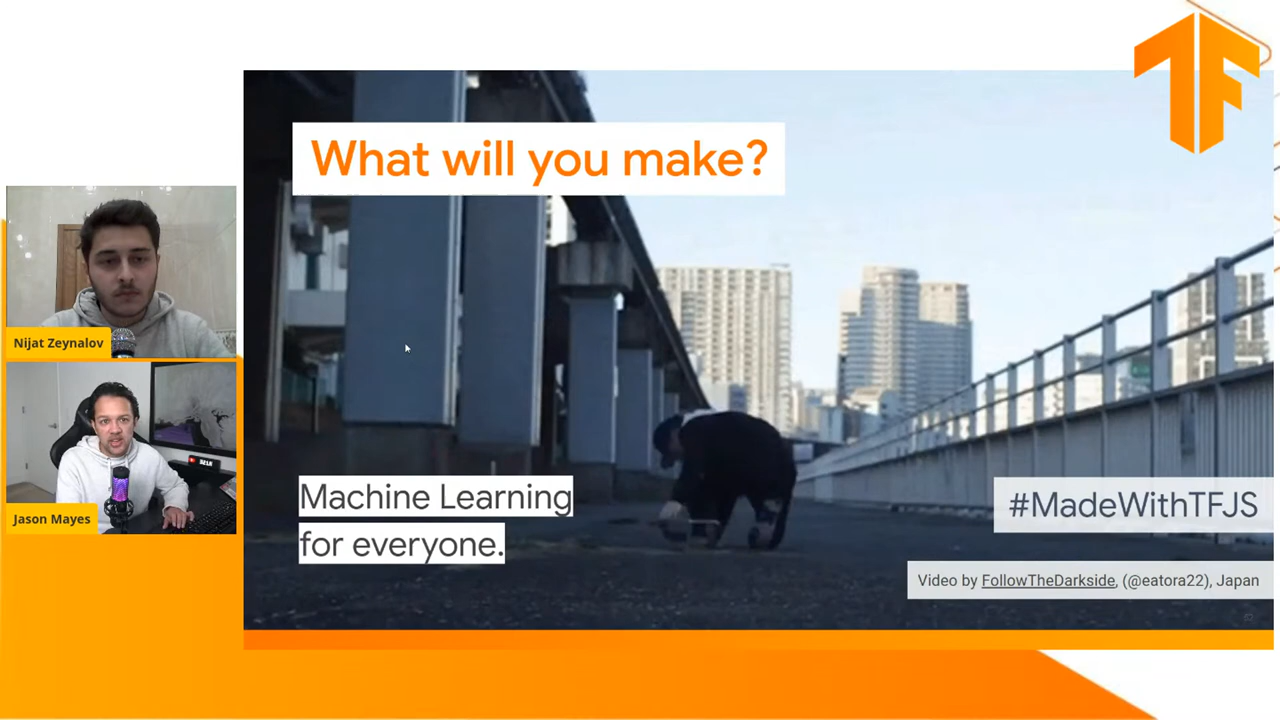 What will you make?
Nijat Zeynalov
Jason Mayes
Machine Learning
for everyone.
#MadeWithTFJS
Video by FollowTheDarkside, (@eatora22), Japan